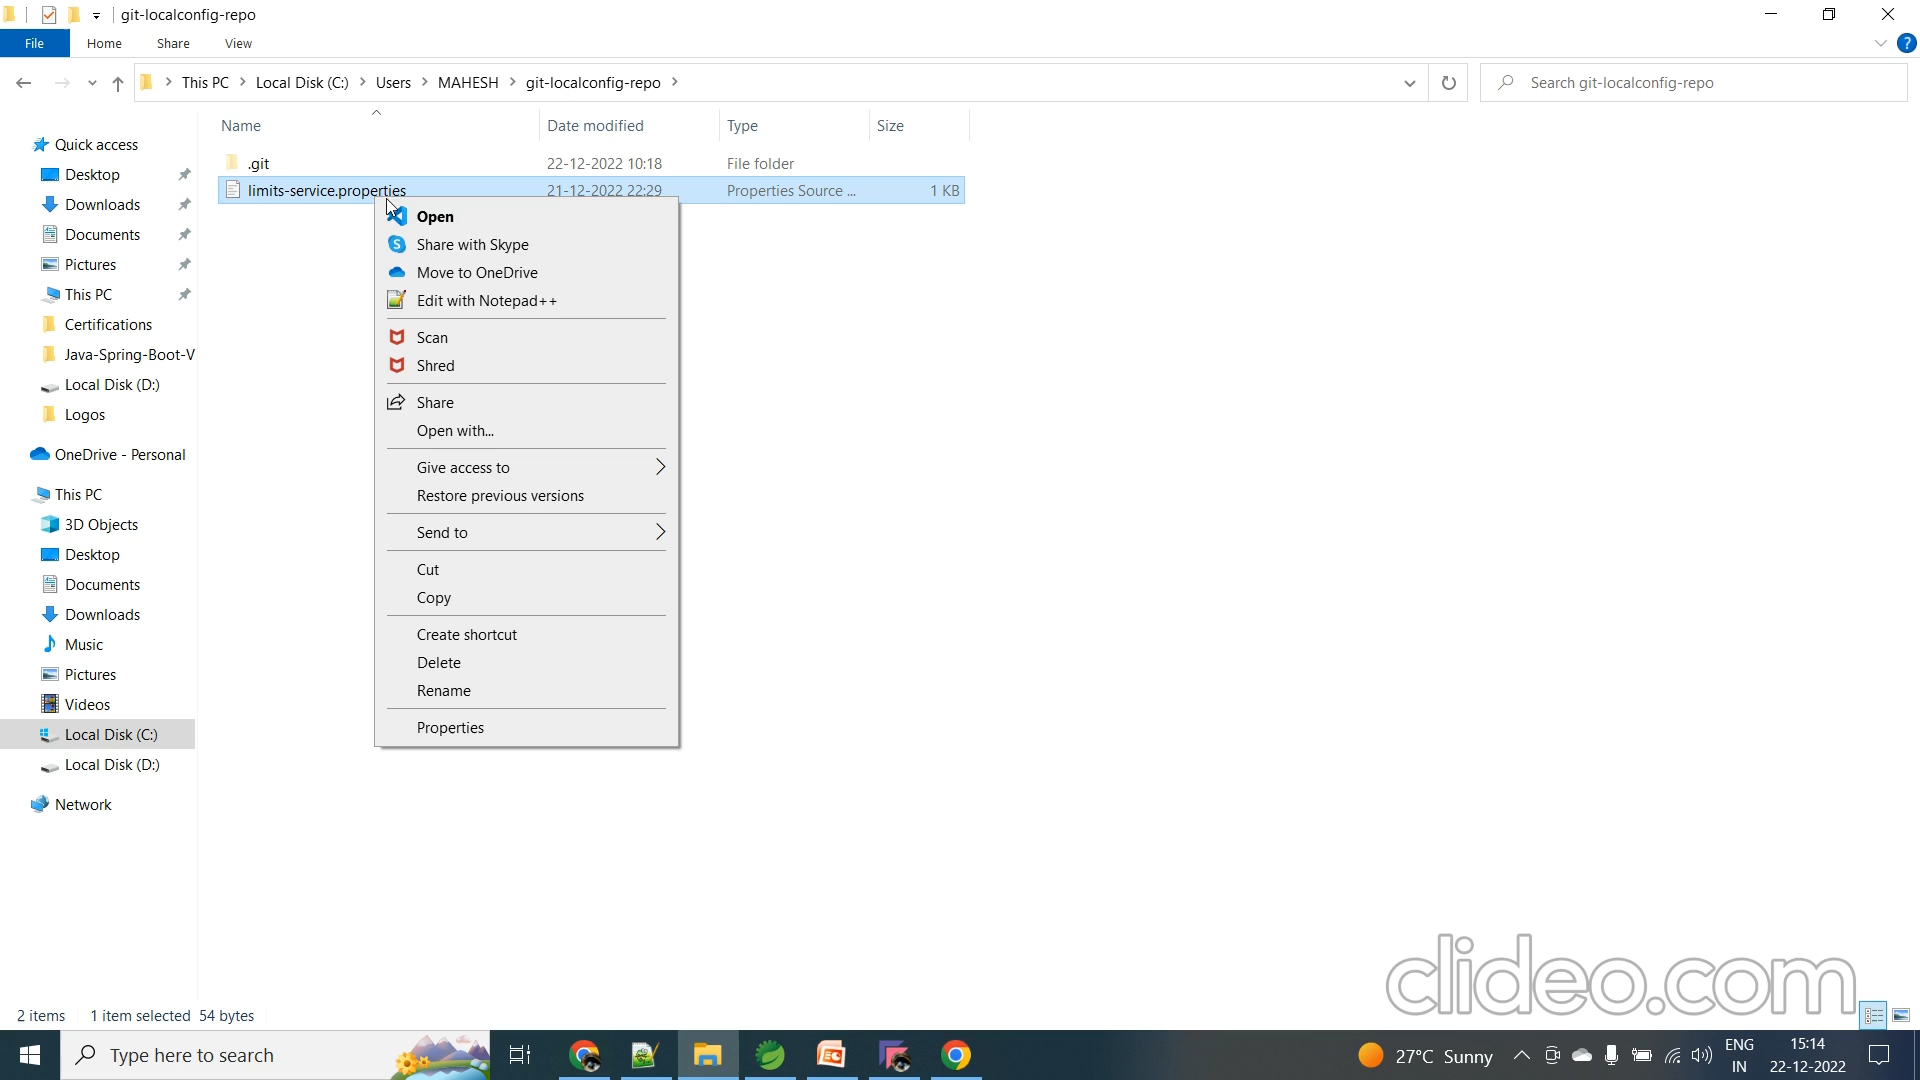 git-localconfig-repo
File Home Share View
This PC Local Disk (C:) Users MAHESH git-localconfig-repo
Search git-localconfig-repo
Name Date modified Type Size
.git 22-12-2022 10:18 File folder
limits-service.properties 21-12-2022 22:29 Properties Source ... 1 KB
Quick access
Desktop
Downloads
Documents
Pictures
This PC
Certifications
Java-Spring-Boot-V
Local Disk (D:)
Logos
OneDrive - Personal
This PC
3D Objects
Desktop
Documents
Downloads
Music
Pictures
Videos
Local Disk (C:)
Local Disk (D:)
Network
Open
Share with Skype
Move to OneDrive
Edit with Notepad++
Scan
Shred
Share
Open with...
Give access to
Restore previous versions
Send to
Cut
Copy
Create shortcut
Delete
Rename
Properties
clideo.com
2 items 1 item selected 54 bytes
Type here to search
27°C Sunny
ENG
IN
15:14
22-12-2022